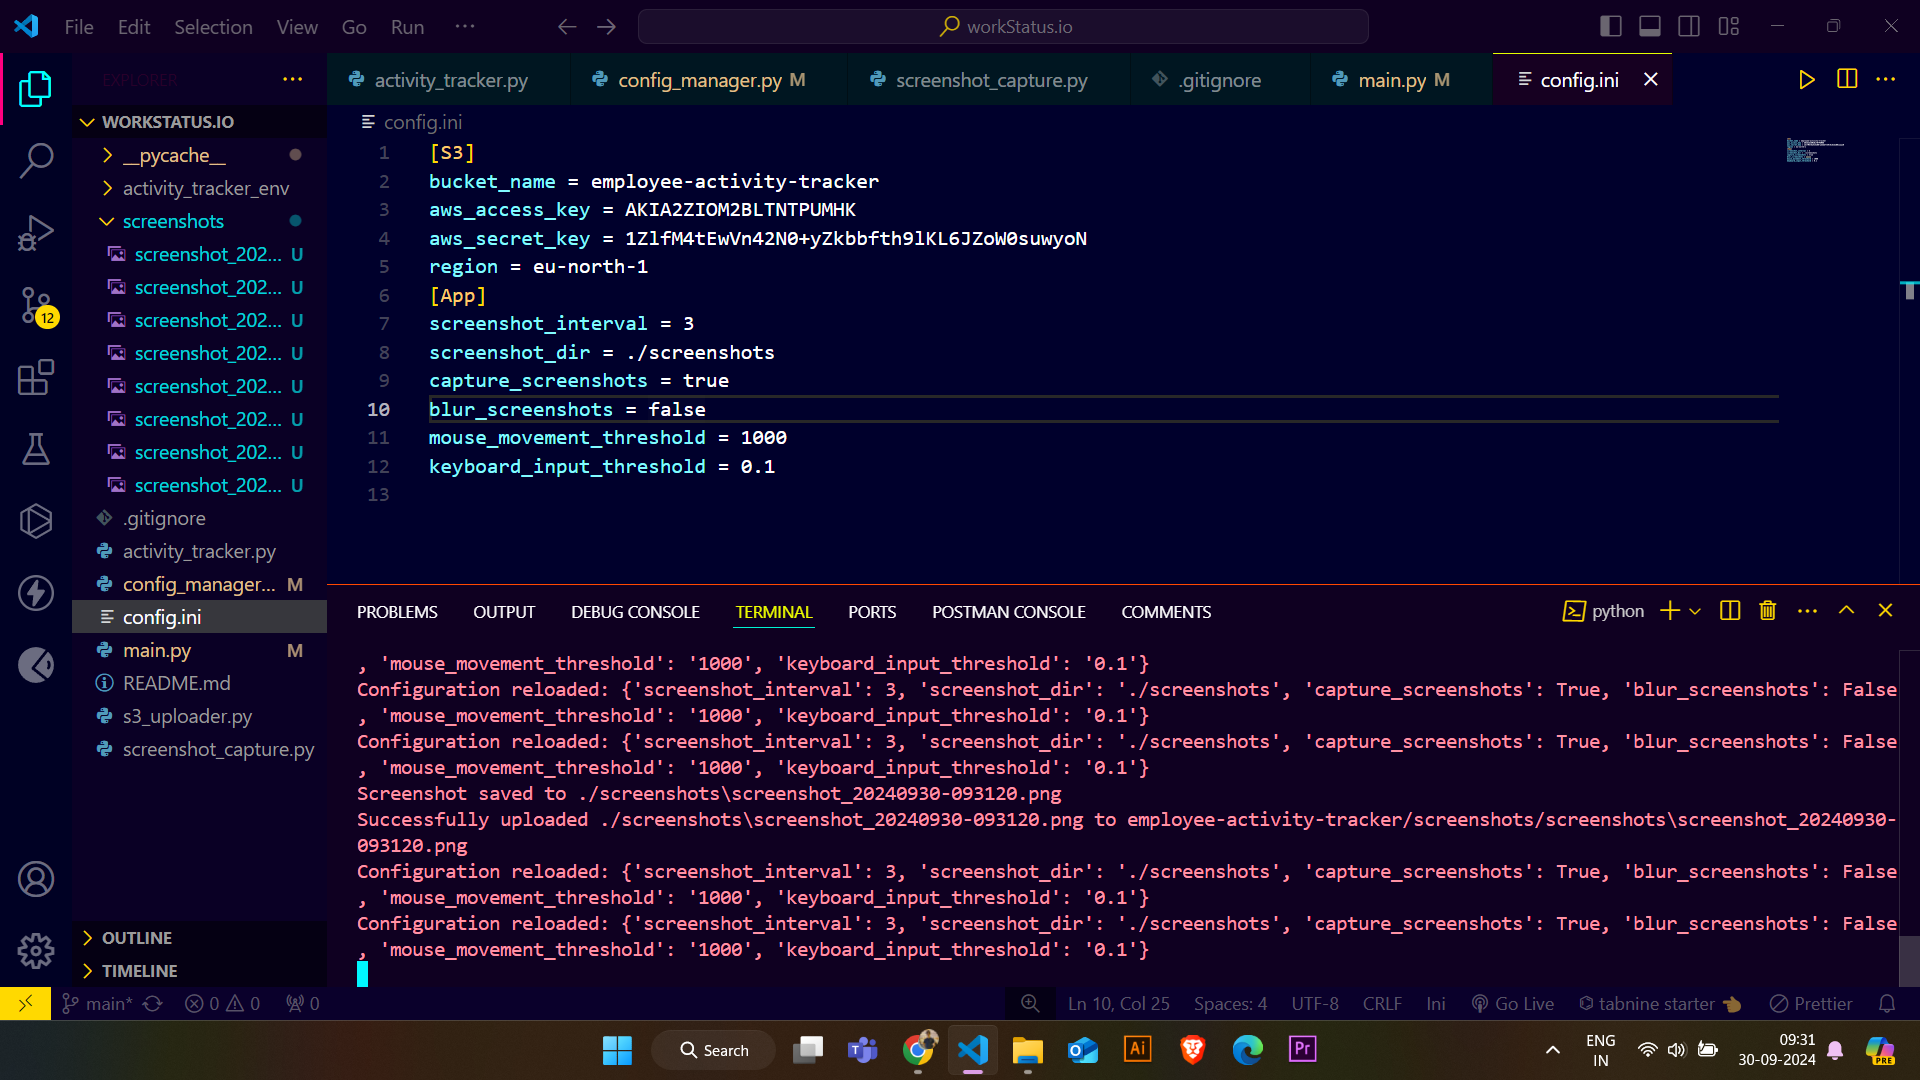 File Edit Selection View Go Run ··· workStatus.io
EXPLORER ···
activity_tracker.py config_manager.py M screenshot_capture.py .gitignore main.py M config.ini
WORKSTATUS.IO
__pycache__
activity_tracker_env
screenshots
screenshot_202... U
screenshot_202... U
screenshot_202... U
screenshot_202... U
screenshot_202... U
screenshot_202... U
screenshot_202... U
screenshot_202... U
.gitignore
activity_tracker.py
config_manager... M
config.ini
main.py M
README.md
s3_uploader.py
screenshot_capture.py
OUTLINE
TIMELINE
12
config.ini
1 [S3]
2 bucket_name = employee-activity-tracker
3 aws_access_key = AKIA2ZIOM2BLTNTPUMHK
4 aws_secret_key = 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
5 region = eu-north-1
6 [App]
7 screenshot_interval = 3
8 screenshot_dir = ./screenshots
9 capture_screenshots = true
10 blur_screenshots = false
11 mouse_movement_threshold = 1000
12 keyboard_input_threshold = 0.1
13
PROBLEMS OUTPUT DEBUG CONSOLE TERMINAL PORTS POSTMAN CONSOLE COMMENTS python
, 'mouse_movement_threshold': '1000', 'keyboard_input_threshold': '0.1'}
Configuration reloaded: {'screenshot_interval': 3, 'screenshot_dir': './screenshots', 'capture_screenshots': True, 'blur_screenshots': False
, 'mouse_movement_threshold': '1000', 'keyboard_input_threshold': '0.1'}
Configuration reloaded: {'screenshot_interval': 3, 'screenshot_dir': './screenshots', 'capture_screenshots': True, 'blur_screenshots': False
, 'mouse_movement_threshold': '1000', 'keyboard_input_threshold': '0.1'}
Screenshot saved to ./screenshots\screenshot_20240930-093120.png
Successfully uploaded ./screenshots\screenshot_20240930-093120.png to employee-activity-tracker/screenshots/screenshots\screenshot_20240930-
093120.png
Configuration reloaded: {'screenshot_interval': 3, 'screenshot_dir': './screenshots', 'capture_screenshots': True, 'blur_screenshots': False
, 'mouse_movement_threshold': '1000', 'keyboard_input_threshold': '0.1'}
Configuration reloaded: {'screenshot_interval': 3, 'screenshot_dir': './screenshots', 'capture_screenshots': True, 'blur_screenshots': False
, 'mouse_movement_threshold': '1000', 'keyboard_input_threshold': '0.1'}
main* 0 0 0 Ln 10, Col 25 Spaces: 4 UTF-8 CRLF Ini Go Live tabnine starter Prettier
Search T Ai Pr ENG IN 09:31 30-09-2024 PRE